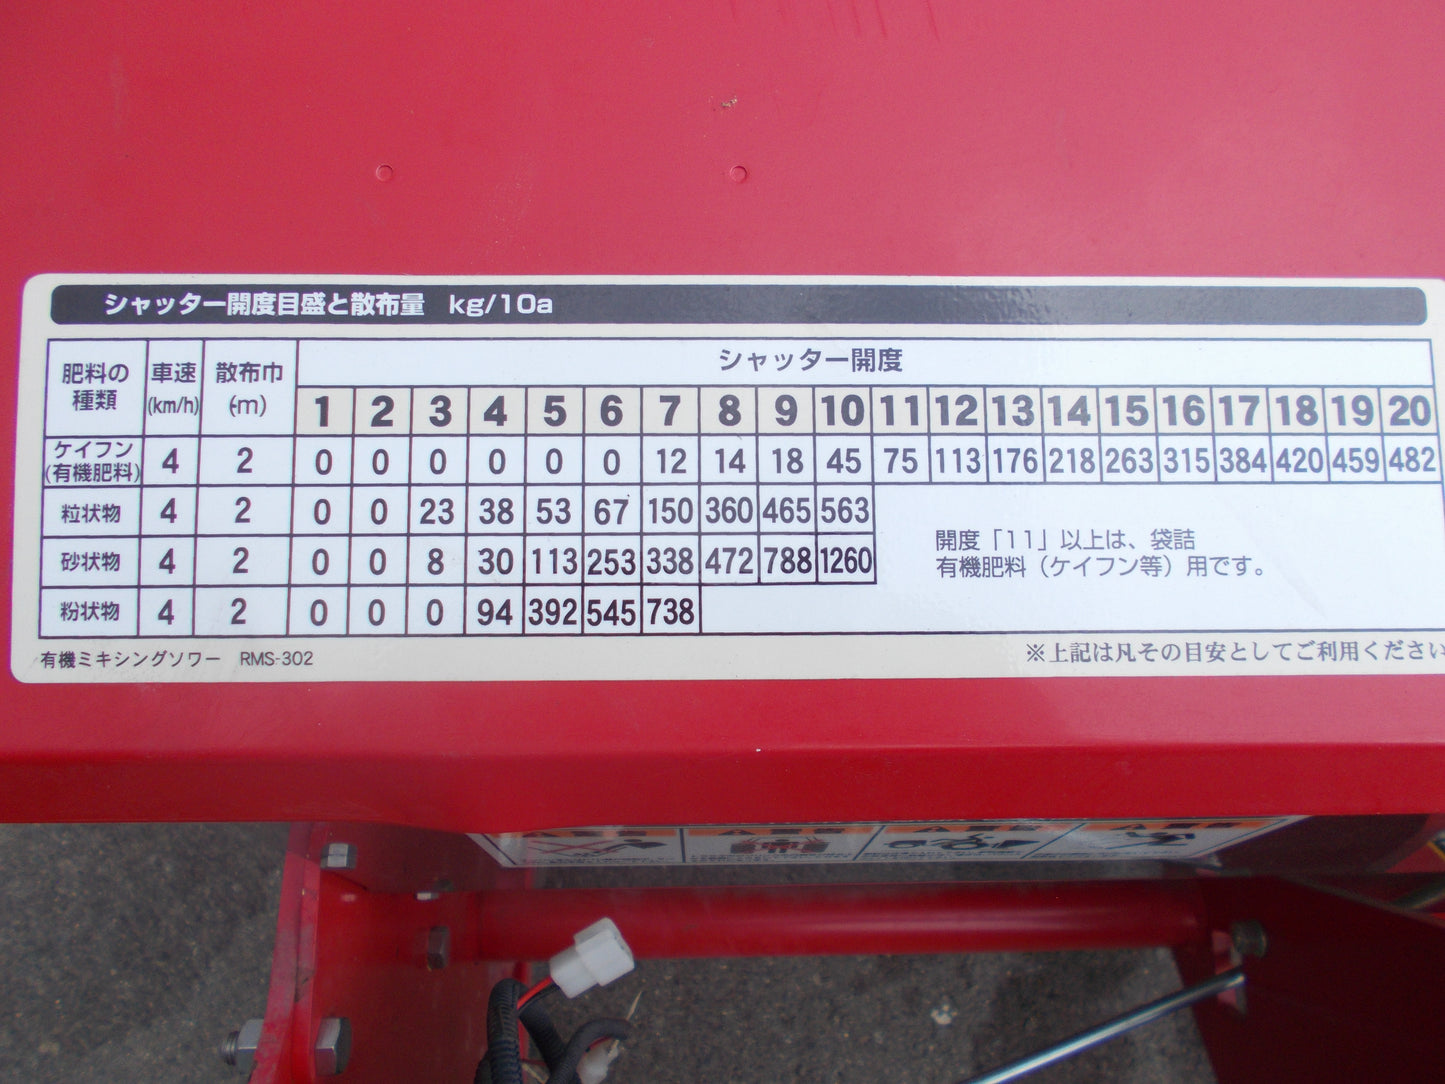 シャッター開度目盛と散布量 kg/10a
肥料の種類 車速(km/h) 散布巾(m) シャッター開度
1 2 3 4 5 6 7 8 9 10 11 12 13 14 15 16 17 18 19 20
ケイフン(有機肥料) 4 2 0 0 0 0 0 0 12 14 18 45 75 113 176 218 263 315 384 420 459 482
粒状物 4 2 0 0 23 38 53 67 150 360 465 563
砂状物 4 2 0 0 8 30 113 253 338 472 788 1260
粉状物 4 2 0 0 0 94 392 545 738
開度「11」以上は、袋詰
有機肥料（ケイフン等）用です。
有機ミキシングソワー RMS-302
※上記は凡その目安としてご利用ください